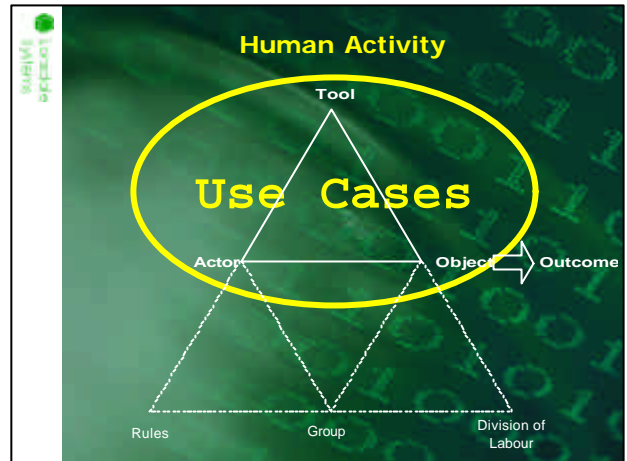 Human Activity
Tool
Use Cases
Actor
Object
Outcome
Rules
Group
Division of
Labour